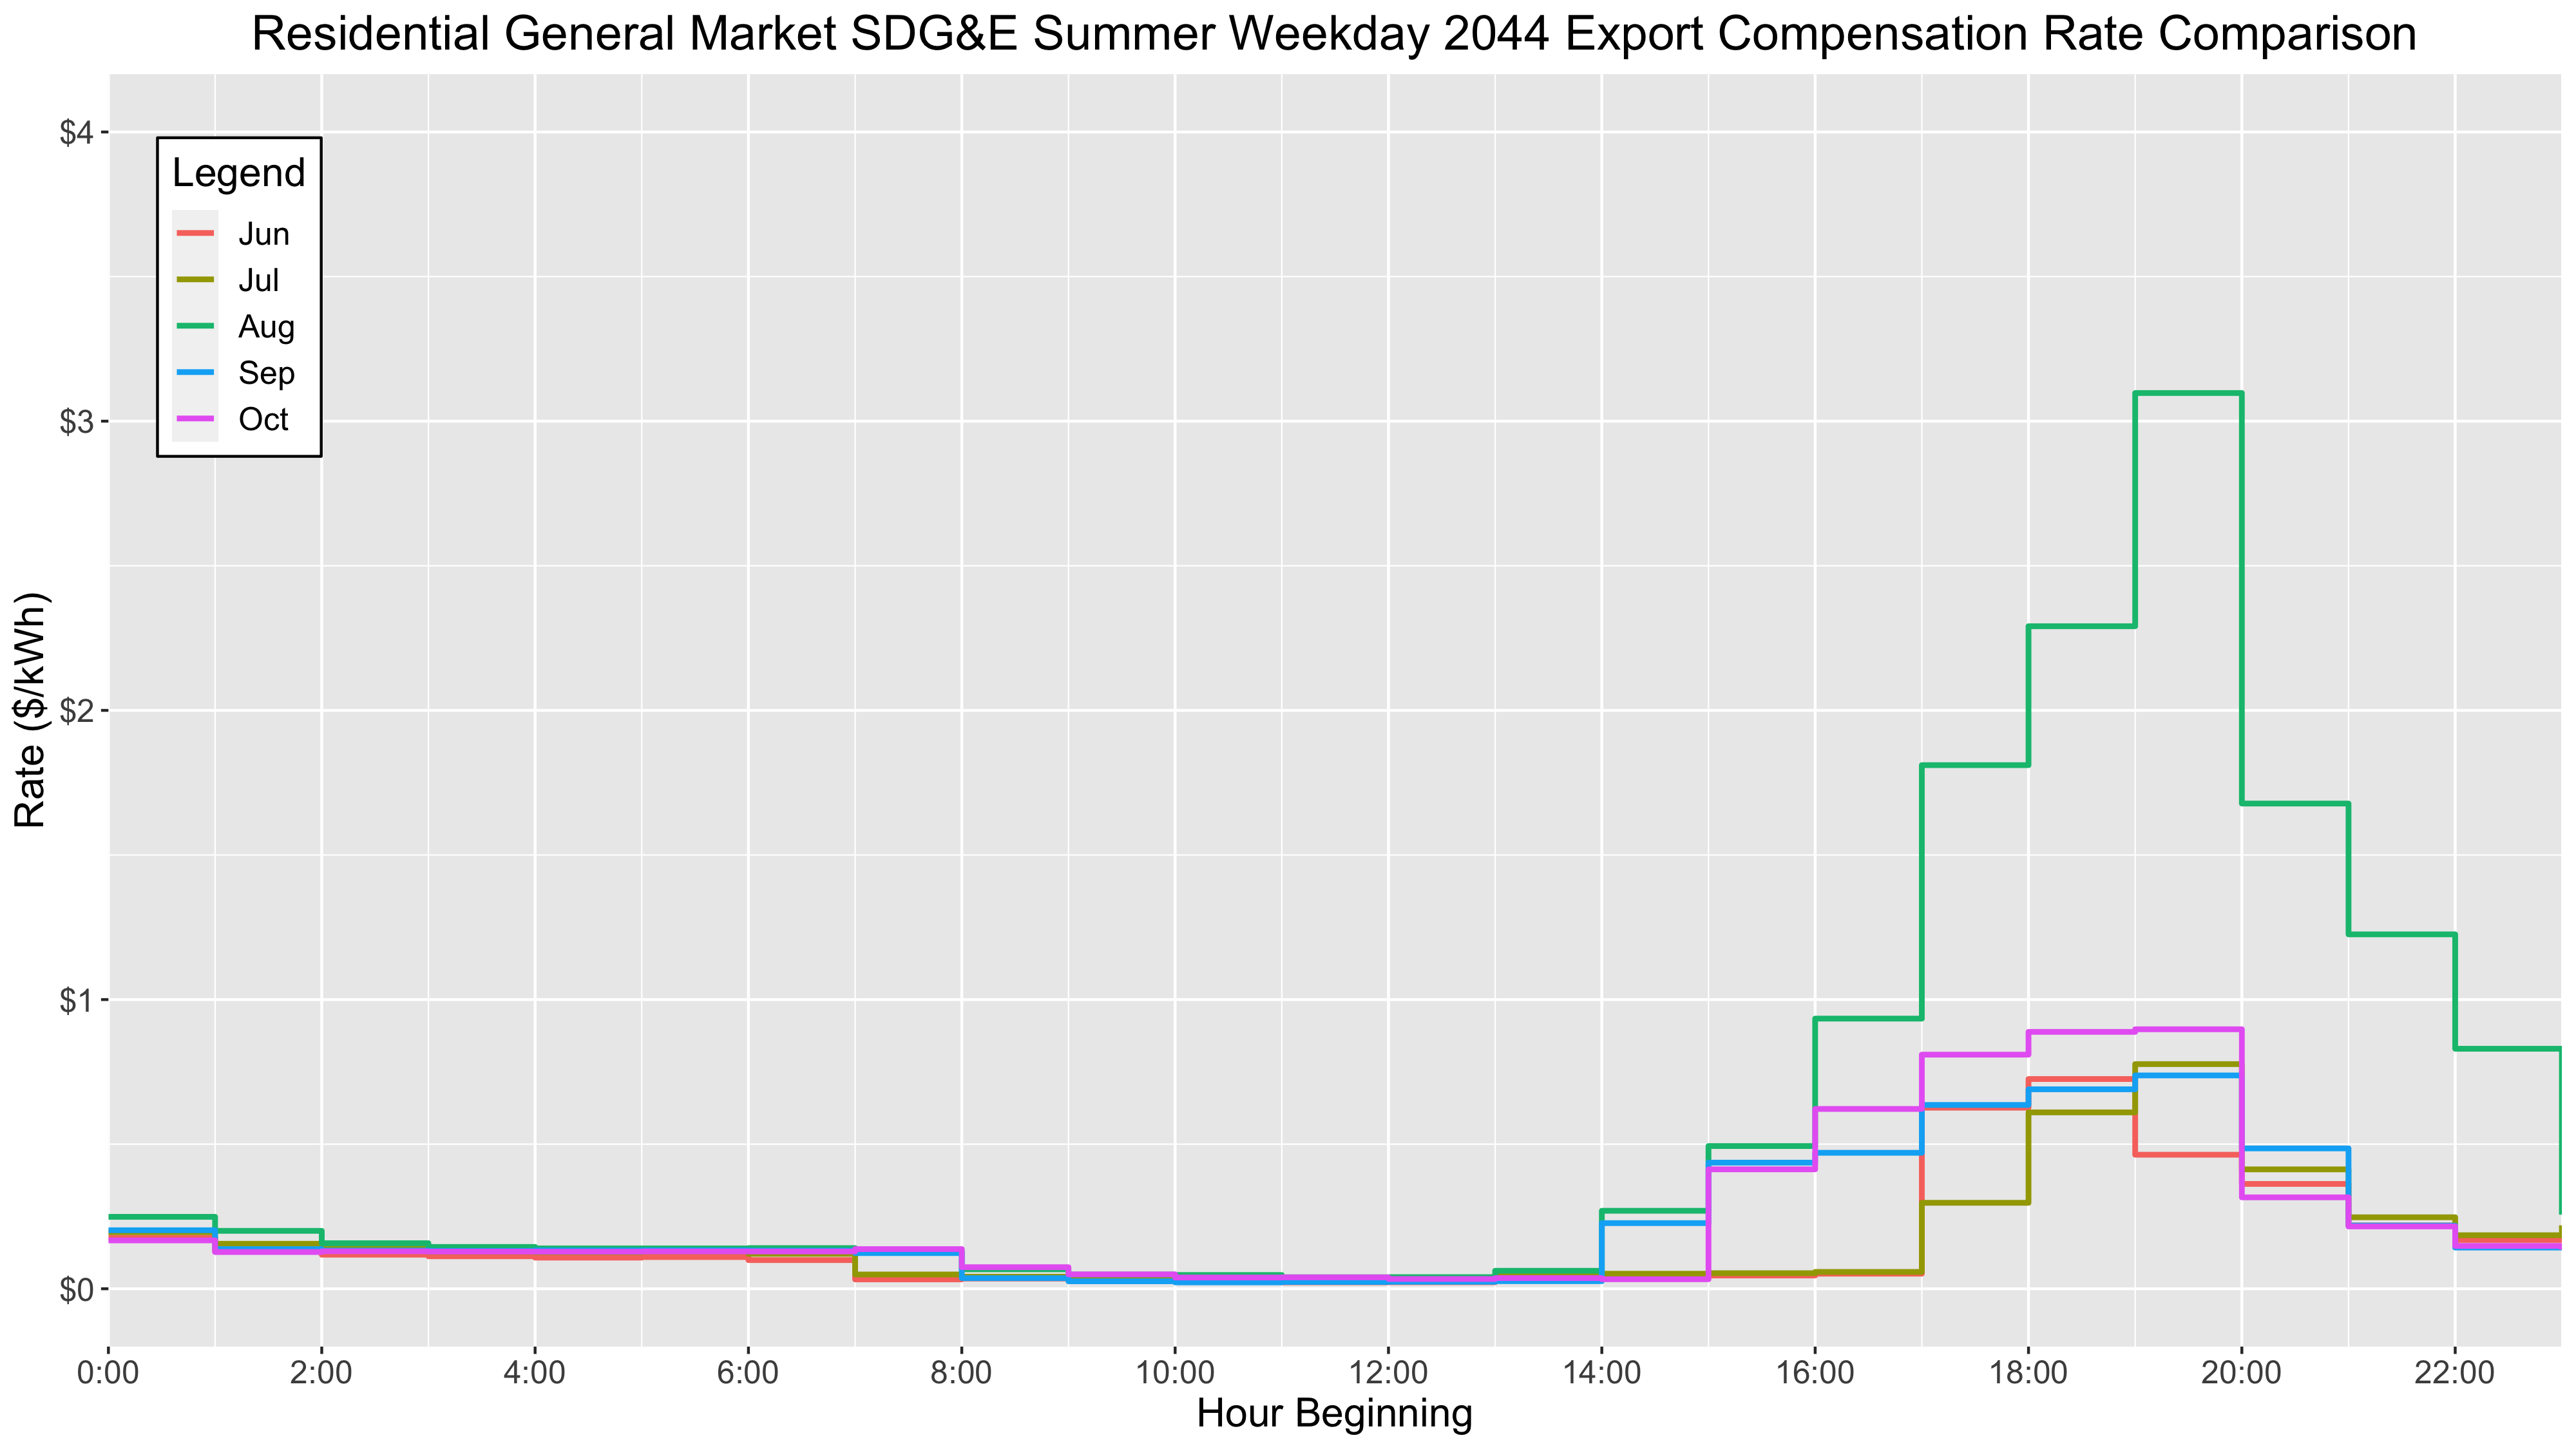 Residential General Market SDG&E Summer Weekday 2044 Export Compensation Rate Comparison
$4
$3
$2
$1
$0
Rate ($/kWh)
Legend
Jun
Jul
Aug
Sep
Oct
0:00 2:00 4:00 6:00 8:00 10:00 12:00 14:00 16:00 18:00 20:00 22:00
Hour Beginning